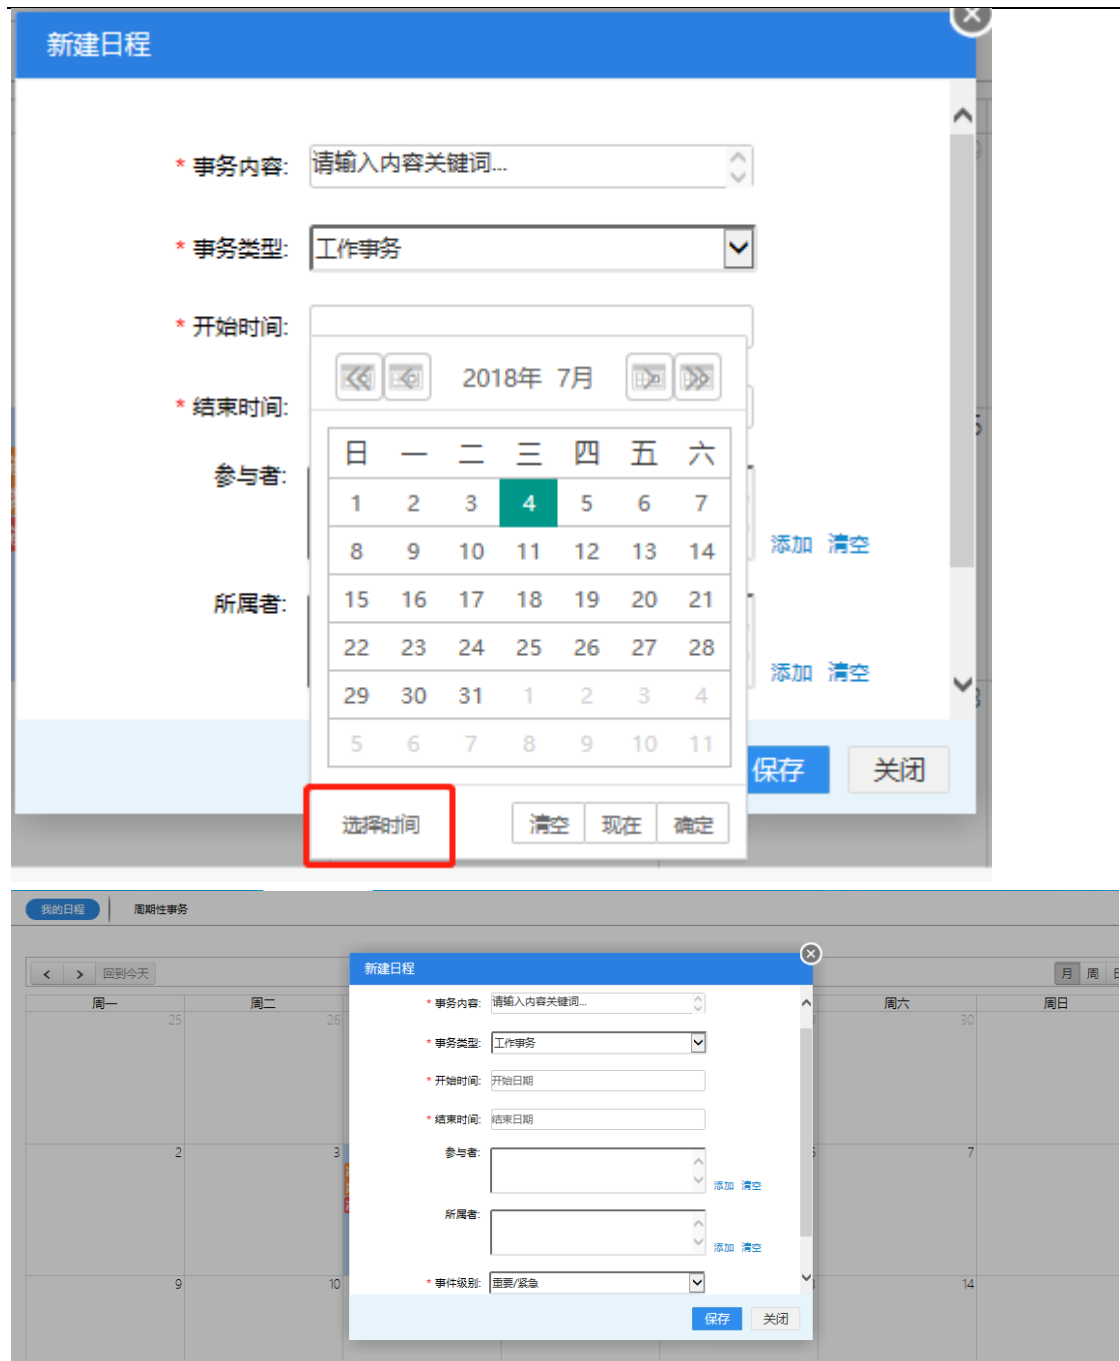 新建日程
* 事务内容: 请输入内容关键词...
* 事务类型: 工作事务
* 开始时间:
2018年 7月
* 结束时间:
日 一 二 三 四 五 六
参与者:
1 2 3 4 5 6 7
8 9 10 11 12 13 14
添加 清空
所属者:
15 16 17 18 19 20 21
22 23 24 25 26 27 28
添加 清空
29 30 31 1 2 3 4
5 6 7 8 9 10 11
保存 关闭
选择时间 清空 现在 确定
我的日程 周期性事务
< > 回到今天
月 周
新建日程
周一 周二 周六 周日
25 26 30
* 事务内容: 请输入内容关键词...
* 事务类型: 工作事务
* 开始时间: 开始日期
* 结束时间: 结束日期
2 3 7
参与者:
添加 清空
所属者:
添加 清空
9 10 14
* 事件级别: 重要/紧急
保存 关闭